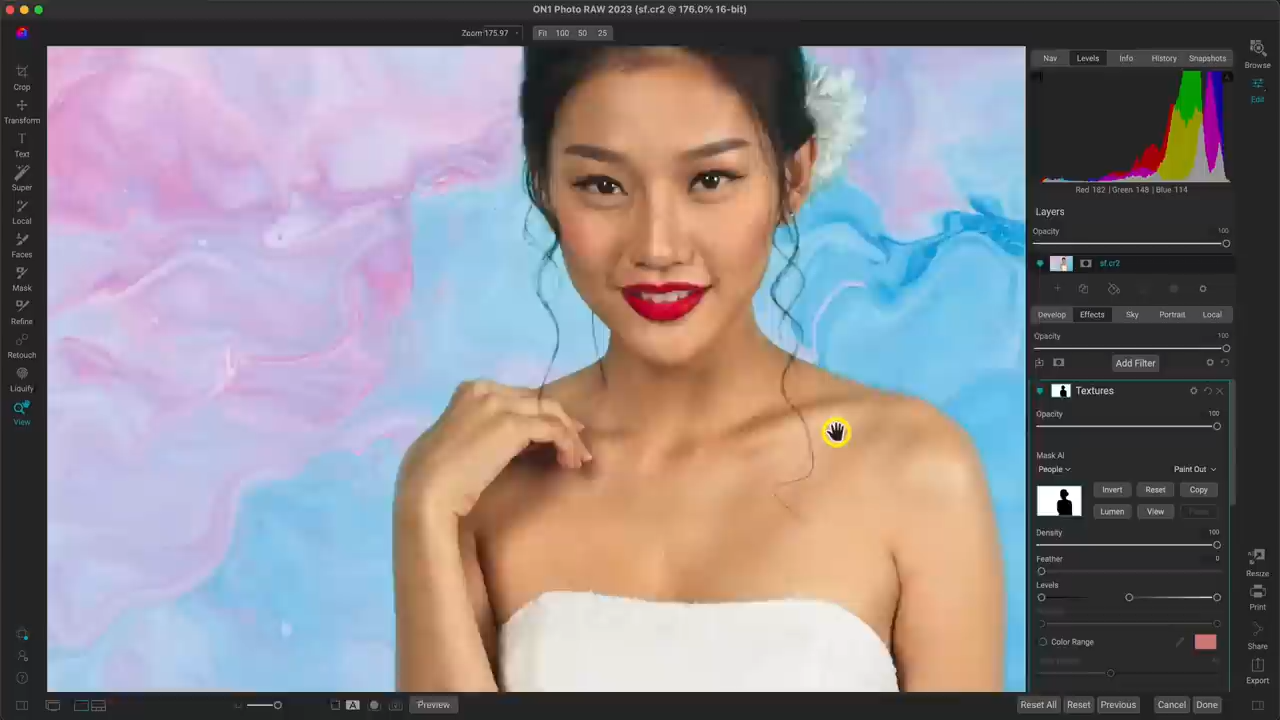 ON1 Photo RAW 2023 (sf.cr2 @ 176.0% 16-bit)
Zoom 175.97
Fit 100 50 25
Nav Levels Info History Snapshots
Browse
Edit
Crop
Transform
Text
Super
Local
Faces
Mask
Refine
Retouch
Liquify
View
Red 182 | Green 148 | Blue 114
Layers
Opacity 100
sf.cr2
Develop Effects Sky Portrait Local
Opacity 100
Add Filter
Textures
Opacity 100
Mask AI
People Paint Out
Invert Reset Copy
Lumen View
Density 100
Feather 0
Levels
Color Range
Resize
Print
Share
Export
A Preview
Reset All Reset Previous Cancel Done